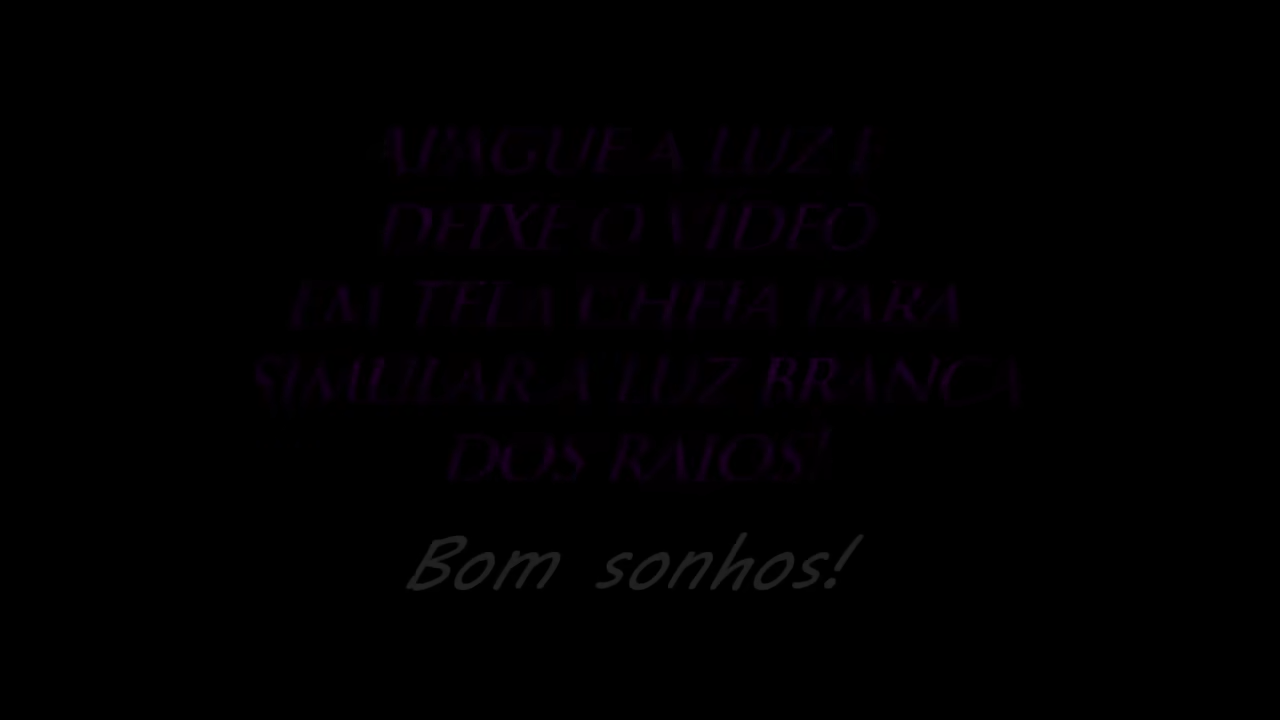 APAGUE A LUZ E
DEIXE O VÍDEO
EM TELA CHEIA PARA
SIMULAR A LUZ BRANCA
DOS RAIOS!
Bom sonhos!